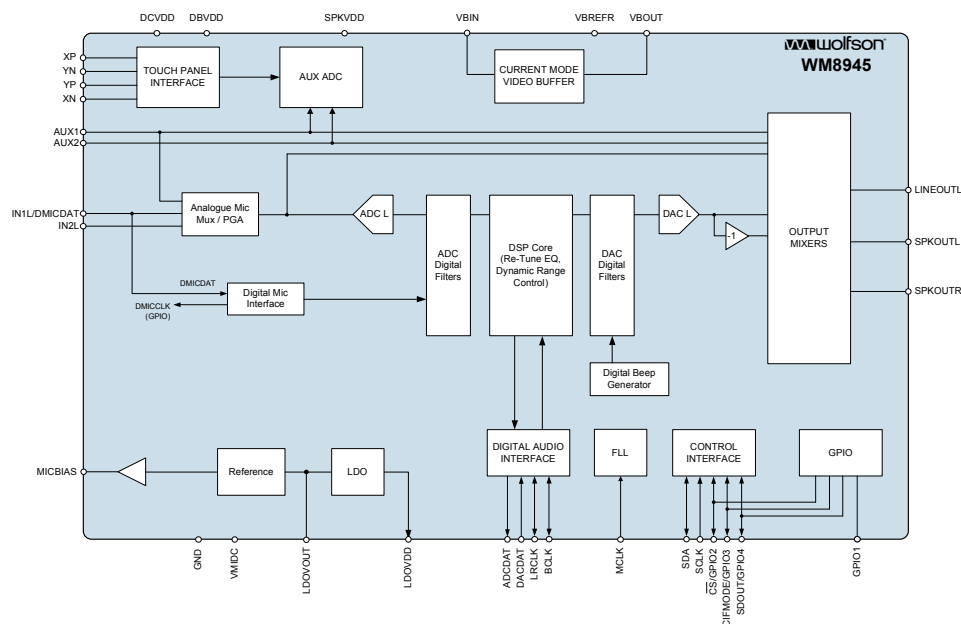 DCVDD DBVDD SPKVDD VBIN VBREFR VBOUT
wolfson
WM8945
XP
YN
YP
XN
TOUCH PANEL
INTERFACE
AUX ADC
CURRENT MODE
VIDEO BUFFER
AUX1
AUX2
IN1L/DMICDAT
IN2L
Analogue Mic
Mux / PGA
ADC L
ADC
Digital
Filters
DSP Core
(Re-Tune EQ,
Dynamic Range
Control)
DAC
Digital
Filters
DAC L
-1
OUTPUT
MIXERS
LINEOUTL
SPKOUTL
SPKOUTR
DMICDAT
DMICCLK
(GPIO)
Digital Mic
Interface
Digital Beep
Generator
MICBIAS
Reference
LDO
DIGITAL AUDIO
INTERFACE
FLL
CONTROL
INTERFACE
GPIO
GND
VMIDC
LDOVOUT
LDOVDD
ADCDAT
DACDAT
LRCLK
BCLK
MCLK
SDA
SCLK
CS/GPIO2
CIFMODE/GPIO3
SDOUT/GPIO4
GPIO1